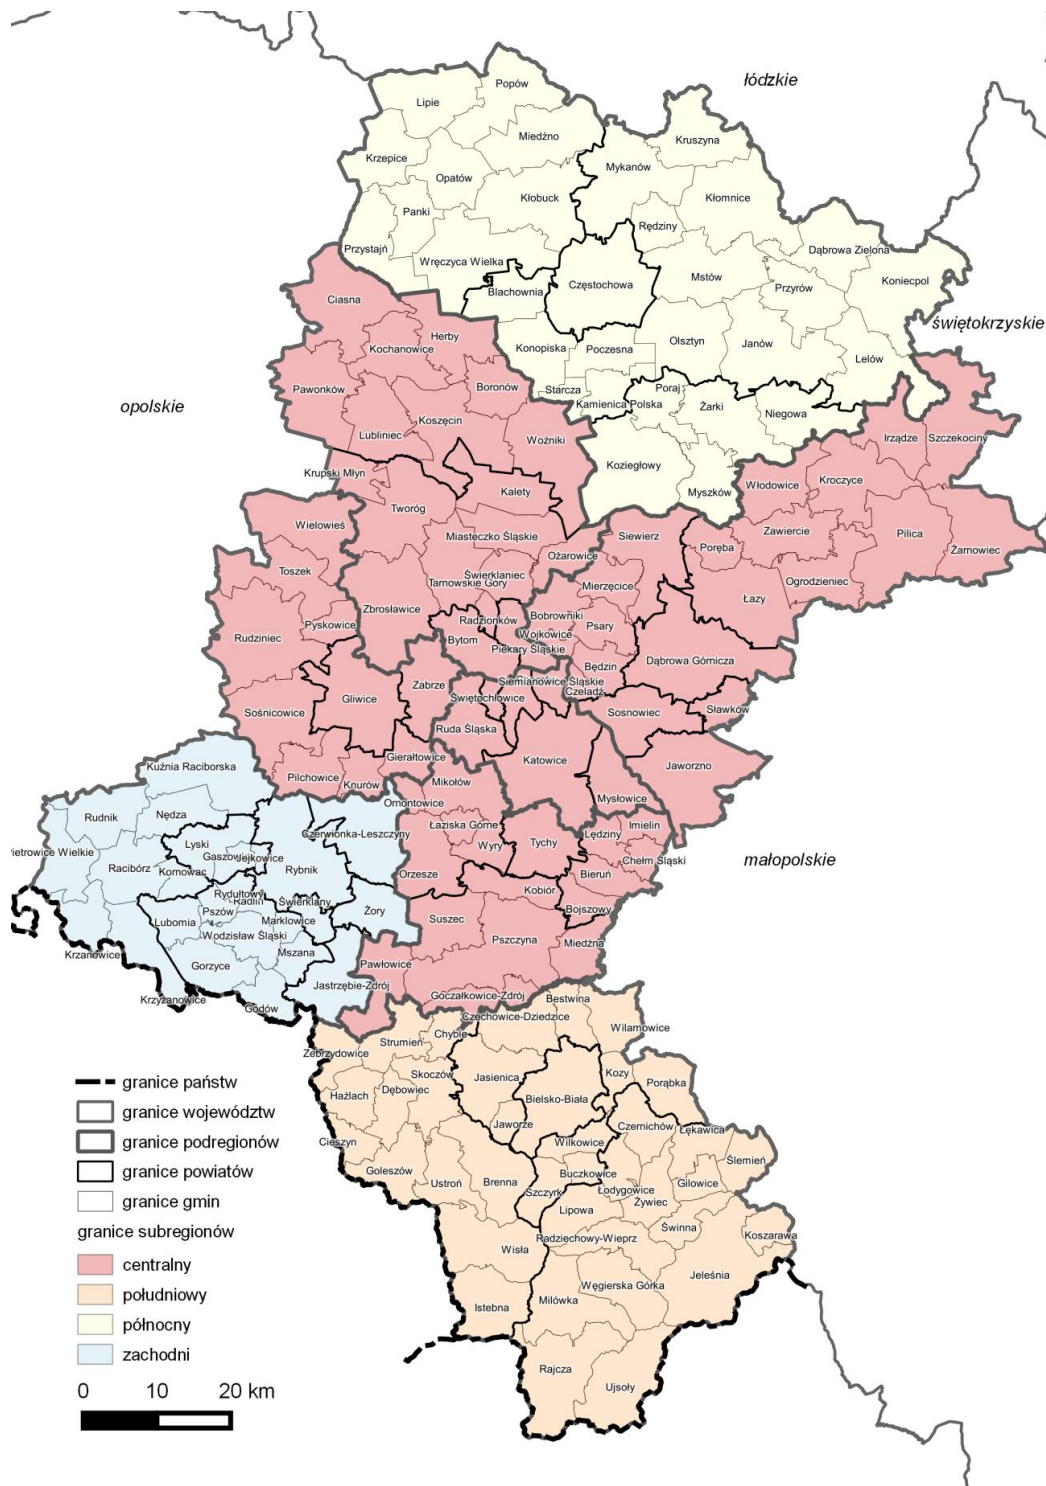 łódzkie
Popów
Lipie
Miedźno
Kruszyna
Krzepice
Mykanów
Opatów
Kłobuck
Kłomnice
Panki
Rędziny
Przystajń
Dąbrowa Zielona
Wręczyca Wielka
Mstów
Koniecpol
Częstochowa
Przyrów
Blachownia
Ciasna
świętokrzyskie
Herby
Olsztyn
Janów
Kochanowice
Konopiska
Poczesna
Lelów
Pawonków
Boronów
Starcza
Poraj
opolskie
Kamienica Polska
Żarki
Niegowa
Koszęcin
Lubliniec
Woźniki
Irządze
Szczekociny
Krupski Młyn
Koziegłowy
Kroczyce
Włodowice
Kalety
Myszków
Tworóg
Wielowieś
Zawiercie
Pilica
Miasteczko Śląskie
Siewierz
Poręba
Żarnowiec
Ożarowice
Toszek
Świerklaniec
Tarnowskie Góry
Mierzęcice
Ogrodzieniec
Zbrosławice
Łazy
Pyskowice
Radzionków
Bobrowniki
Psary
Rudziniec
Bytom
Wojkowice
Piekary Śląskie
Dąbrowa Górnicza
Będzin
Zabrze
Siemianowice Śląskie
Czeladź
Gliwice
Świętochłowice
Sławków
Sośnicowice
Sosnowiec
Ruda Śląska
Gierałtowice
Katowice
Kuźnia Raciborska
Jaworzno
Pilchowice
Knurów
Mikołów
Mysłowice
Ornontowice
Nędza
Rudnik
Łaziska Górne
Imielin
Czerwionka-Leszczyny
Lędziny
Lyski
Wyry
Tychy
Pietrowice Wielkie
Gaszowice
Jejkowice
Chełm Śląski
małopolskie
Racibórz
Kornowac
Rybnik
Orzesze
Bieruń
Kobiór
Rydułtowy
Radlin
Świerklany
Pszów
Żory
Bojszowy
Lubomia
Marklowice
Suszec
Wodzisław Śląski
Pszczyna
Miedźna
Krzanowice
Mszana
Gorzyce
Pawłowice
Jastrzębie-Zdrój
Krzyżanowice
Godów
Goczałkowice-Zdrój
Bestwina
Czechowice-Dziedzice
Wilamowice
Chybie
Strumień
Zebrzydowice
Skoczów
Jasienica
Kozy
Porąbka
Dębowiec
Hażlach
Bielsko-Biała
Jaworze
Czernichów
Łękawica
Cieszyn
Wilkowice
Ślemień
Goleszów
Buczkowice
Ustroń
Brenna
Szczyrk
Łodygowice
Gilowice
Żywiec
Lipowa
Świnna
Radziechowy-Wieprz
Koszarawa
Wisła
Jeleśnia
Węgierska Górka
Istebna
Milówka
Rajcza
Ujsoły
granice państw
granice województw
granice podregionów
granice powiatów
granice gmin
granice subregionów
centralny
południowy
północny
zachodni
0 10 20 km